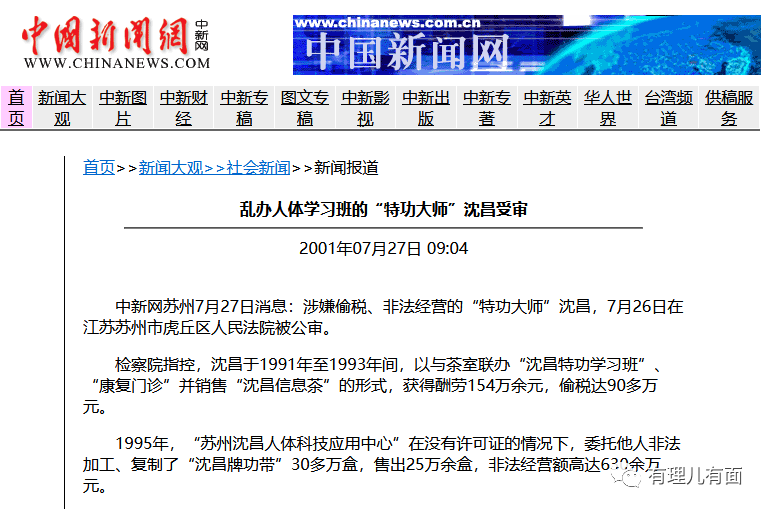 中國新聞網
中新网
WWW.CHINANEWS.COM
www.chinanews.com.cn
中国新闻网
首页 新闻大观 中新图片 中新财经 中新专稿 图文专稿 中新影视 中新出版 中新专著 中新英才 华人世界 台湾频道 供稿服务
首页>>新闻大观>>社会新闻>>新闻报道
乱办人体学习班的“特功大师”沈昌受审
2001年07月27日 09:04
中新网苏州7月27日消息：涉嫌偷税、非法经营的“特功大师”沈昌，7月26日在
江苏苏州市虎丘区人民法院被公审。
检察院指控，沈昌于1991年至1993年间，以与茶室联办“沈昌特功学习班”、
“康复门诊”并销售“沈昌信息茶”的形式，获得酬劳154万余元，偷税达90多万
元。
1995年，“苏州沈昌人体科技应用中心”在没有许可证的情况下，委托他人非法
加工、复制了“沈昌牌功带”30多万盒，售出25万余盒，非法经营额高达630余万
元。
有理儿有面